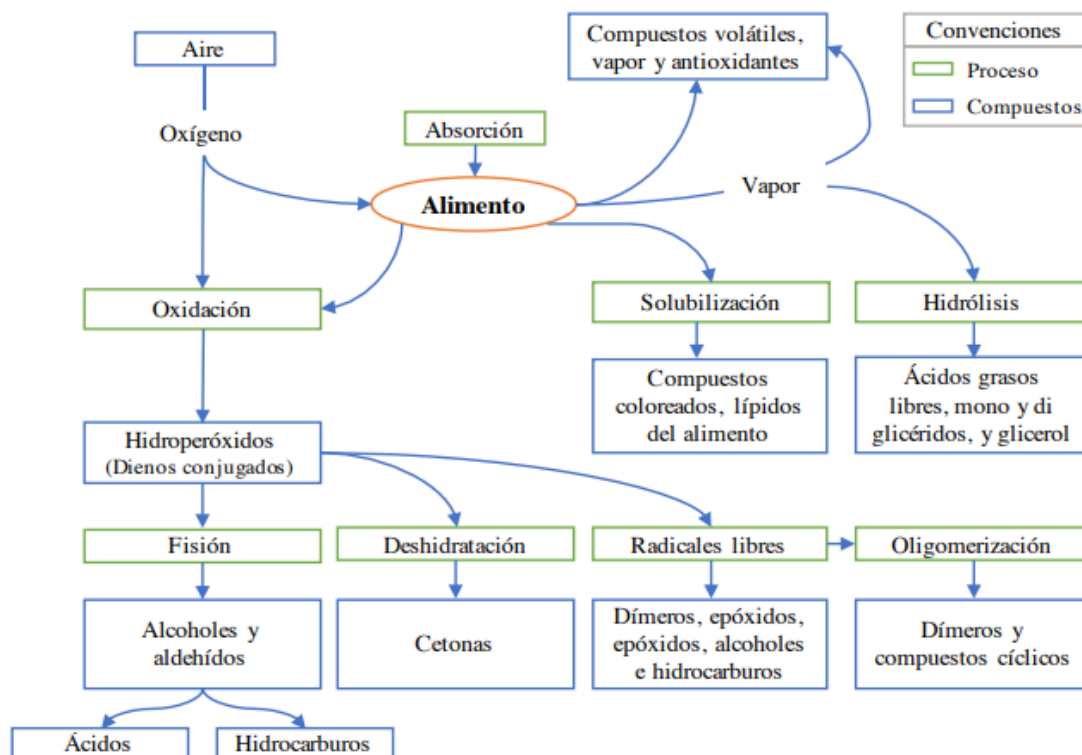 Aire
Compuestos volátiles,
vapor y antioxidantes
Convenciones
Proceso
Compuestos
Oxígeno
Absorción
Alimento
Vapor
Oxidación
Solubilización
Hidrólisis
Compuestos
coloreados, lípidos
del alimento
Ácidos grasos
libres, mono y di
glicéridos, y glicerol
Hidroperóxidos
(Dienos conjugados)
Fisión
Deshidratación
Radicales libres
Oligomerización
Alcoholes y
aldehídos
Cetonas
Dímeros, epóxidos,
epóxidos, alcoholes
e hidrocarburos
Dímeros y
compuestos cíclicos
Ácidos
Hidrocarburos